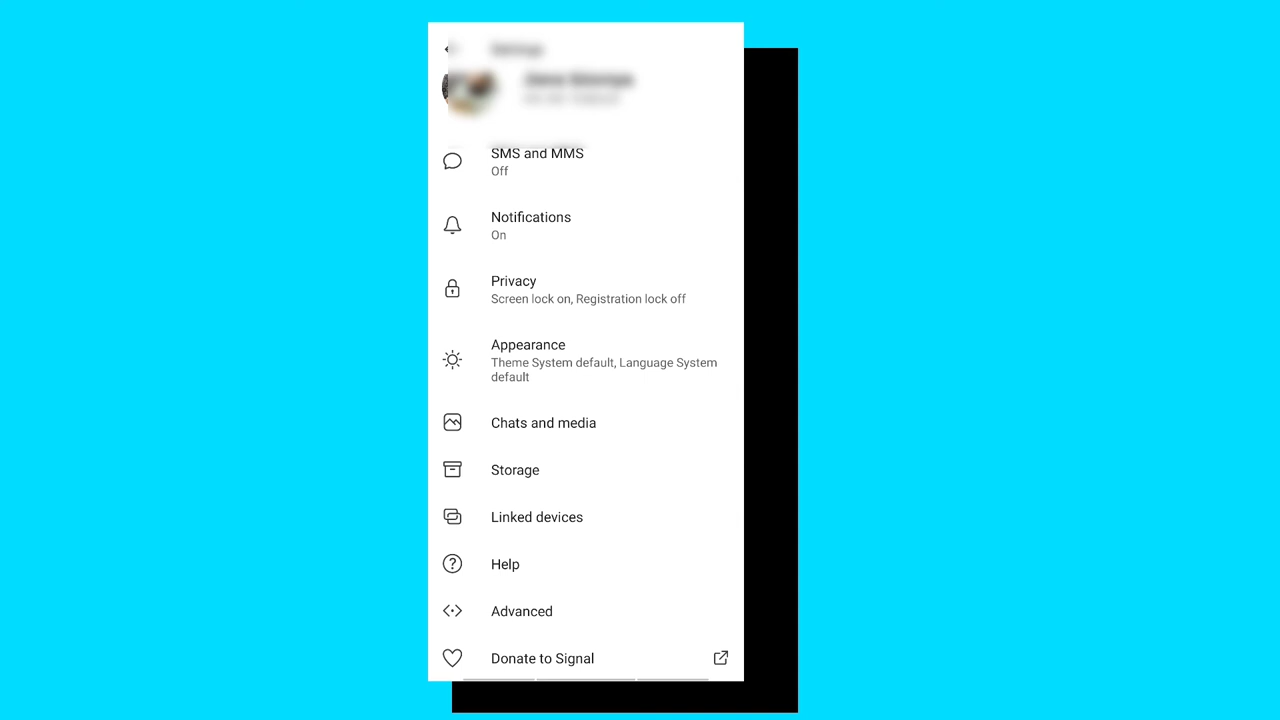 SMS and MMS
Off
Notifications
On
Privacy
Screen lock on, Registration lock off
Appearance
Theme System default, Language System
default
Chats and media
Storage
Linked devices
Help
Advanced
Donate to Signal